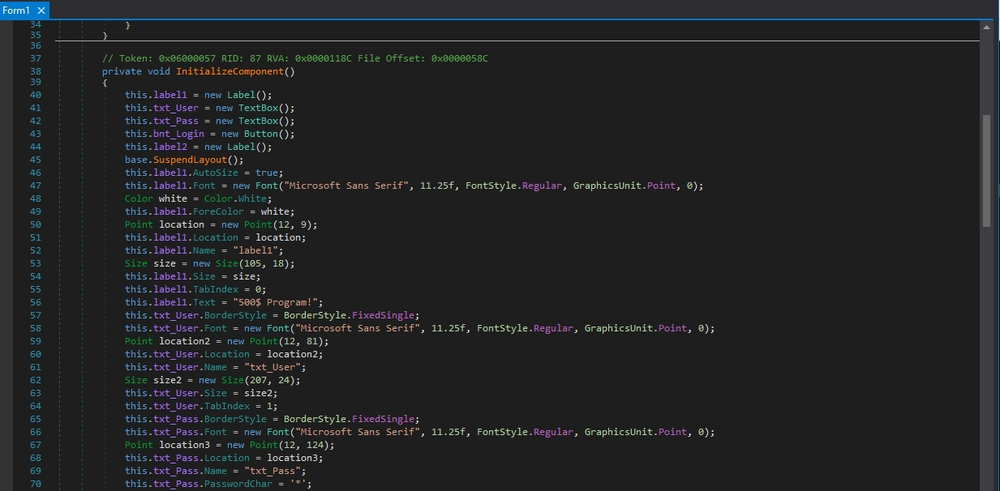 Form1 ✕
34 }
35 }
36
37 // Token: 0x06000057 RID: 87 RVA: 0x0000118C File Offset: 0x0000058C
38 private void InitializeComponent()
39 {
40 this.label1 = new Label();
41 this.txt_User = new TextBox();
42 this.txt_Pass = new TextBox();
43 this.bnt_Login = new Button();
44 this.label2 = new Label();
45 base.SuspendLayout();
46 this.label1.AutoSize = true;
47 this.label1.Font = new Font("Microsoft Sans Serif", 11.25f, FontStyle.Regular, GraphicsUnit.Point, 0);
48 Color white = Color.White;
49 this.label1.ForeColor = white;
50 Point location = new Point(12, 9);
51 this.label1.Location = location;
52 this.label1.Name = "label1";
53 Size size = new Size(105, 18);
54 this.label1.Size = size;
55 this.label1.TabIndex = 0;
56 this.label1.Text = "500$ Program!";
57 this.txt_User.BorderStyle = BorderStyle.FixedSingle;
58 this.txt_User.Font = new Font("Microsoft Sans Serif", 11.25f, FontStyle.Regular, GraphicsUnit.Point, 0);
59 Point location2 = new Point(12, 81);
60 this.txt_User.Location = location2;
61 this.txt_User.Name = "txt_User";
62 Size size2 = new Size(207, 24);
63 this.txt_User.Size = size2;
64 this.txt_User.TabIndex = 1;
65 this.txt_Pass.BorderStyle = BorderStyle.FixedSingle;
66 this.txt_Pass.Font = new Font("Microsoft Sans Serif", 11.25f, FontStyle.Regular, GraphicsUnit.Point, 0);
67 Point location3 = new Point(12, 124);
68 this.txt_Pass.Location = location3;
69 this.txt_Pass.Name = "txt_Pass";
70 this.txt_Pass.PasswordChar = '*';